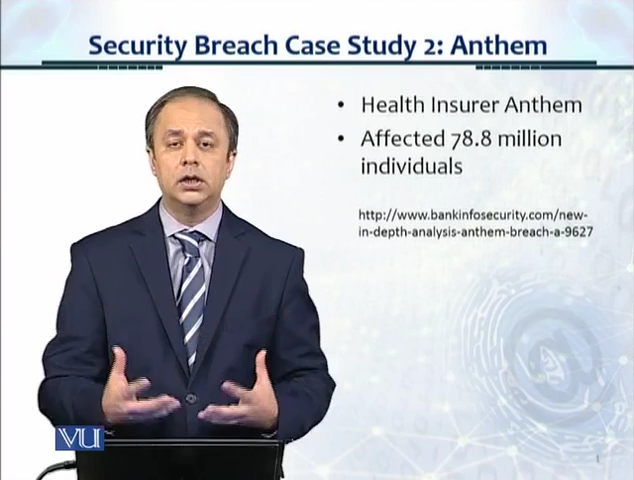 Security Breach Case Study 2: Anthem
• Health Insurer Anthem
• Affected 78.8 million
individuals
http://www.bankinfosecurity.com/new-
in-depth-analysis-anthem-breach-a-9627
VU